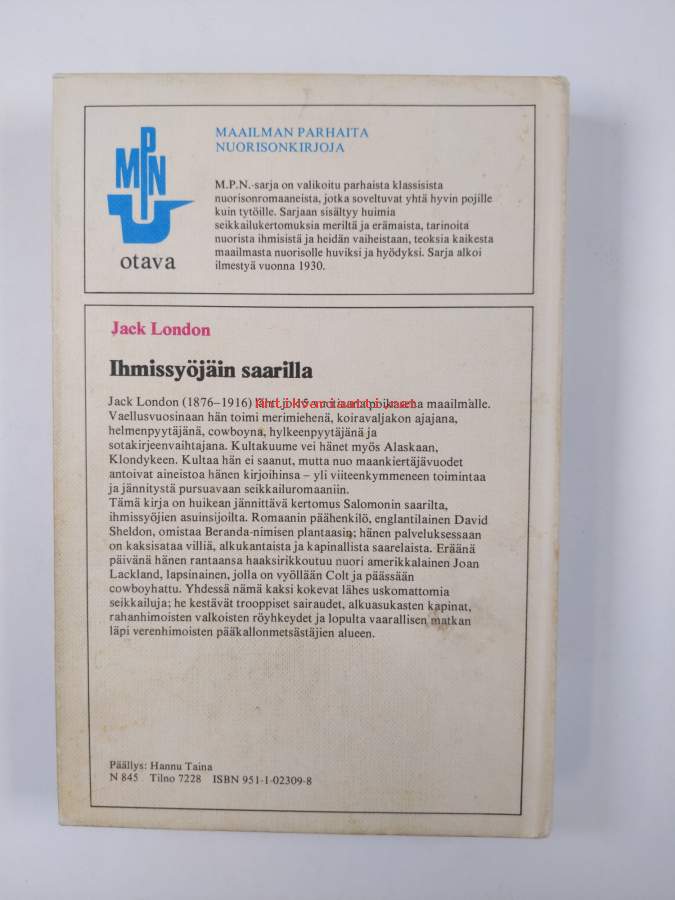 MPN
otava
MAAILMAN PARHAITA
NUORISONKIRJOJA
M.P.N.-sarja on valikoitu parhaista klassisista
nuorisonromaaneista, jotka soveltuvat yhtä hyvin pojille
kuin tytöille. Sarjaan sisältyy huimia
seikkailukertomuksia meriltä ja erämaista, tarinoita
nuorista ihmisistä ja heidän vaiheistaan, teoksia kaikesta
maailmasta nuorisolle huviksi ja hyödyksi. Sarja alkoi
ilmestyä vuonna 1930.
Jack London
Ihmissyöjäin saarilla
Jack London (1876–1916) maailmalle.
Vaellusvuosinaan hän toimi merimiehenä, koiravaljakon ajajana,
helmenpyytäjänä, cowboyna, hylkeenpyytäjänä ja
sotakirjeenvaihtajana. Kultakuume vei hänet myös Alaskaan,
Klondykeen. Kultaa hän ei saanut, mutta nuo maankiertäjävuodet
antoivat aineistoa hänen kirjoihinsa – yli viiteenkymmeneen toimintaa
ja jännitystä pursuavaan seikkailuromaaniin.
Tämä kirja on huikean jännittävä kertomus Salomonin saarilta,
ihmissyöjien asuinsijoilta. Romaanin päähenkilö, englantilainen David
Sheldon, omistaa Beranda-nimisen plantaasin; hänen palveluksessaan
on kaksisataa villiä, alkukantaista ja kapinallista saarelaista. Eräänä
päivänä hänen rantaansa haaksirikkoutuu nuori amerikkalainen Joan
Lackland, lapsinainen, jolla on vyöllään Colt ja päässään
cowboyhattu. Yhdessä nämä kaksi kokevat lähes uskomattomia
seikkailuja; he kestävät trooppiset sairaudet, alkuasukasten kapinat,
rahanhimoisten valkoisten röyhkeydet ja lopulta vaarallisen matkan
läpi verenhimoisten pääkallonmetsästäjien alueen.
Päällys: Hannu Taina
N 845 Tilno 7228 ISBN 951-1-02309-8